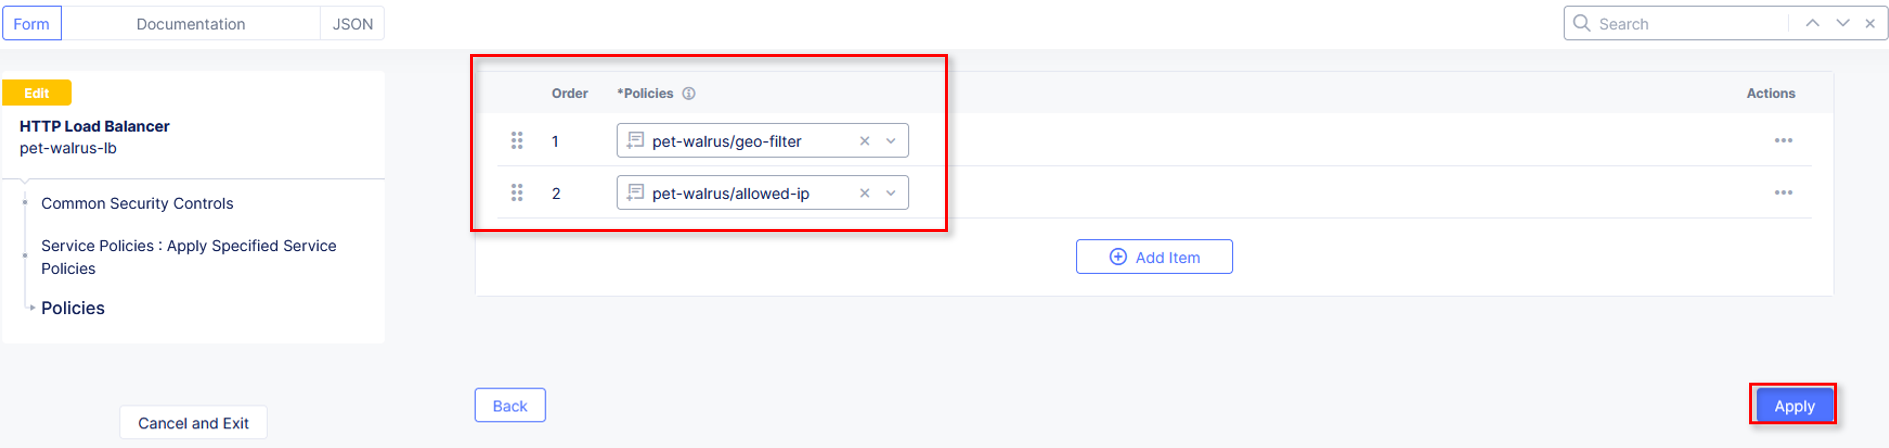 Form Documentation JSON
Search
Edit
HTTP Load Balancer
pet-walrus-lb
Common Security Controls
Service Policies : Apply Specified Service
Policies
Policies
Cancel and Exit
Order *Policies Actions
1 pet-walrus/geo-filter
2 pet-walrus/allowed-ip
Add Item
Back
Apply